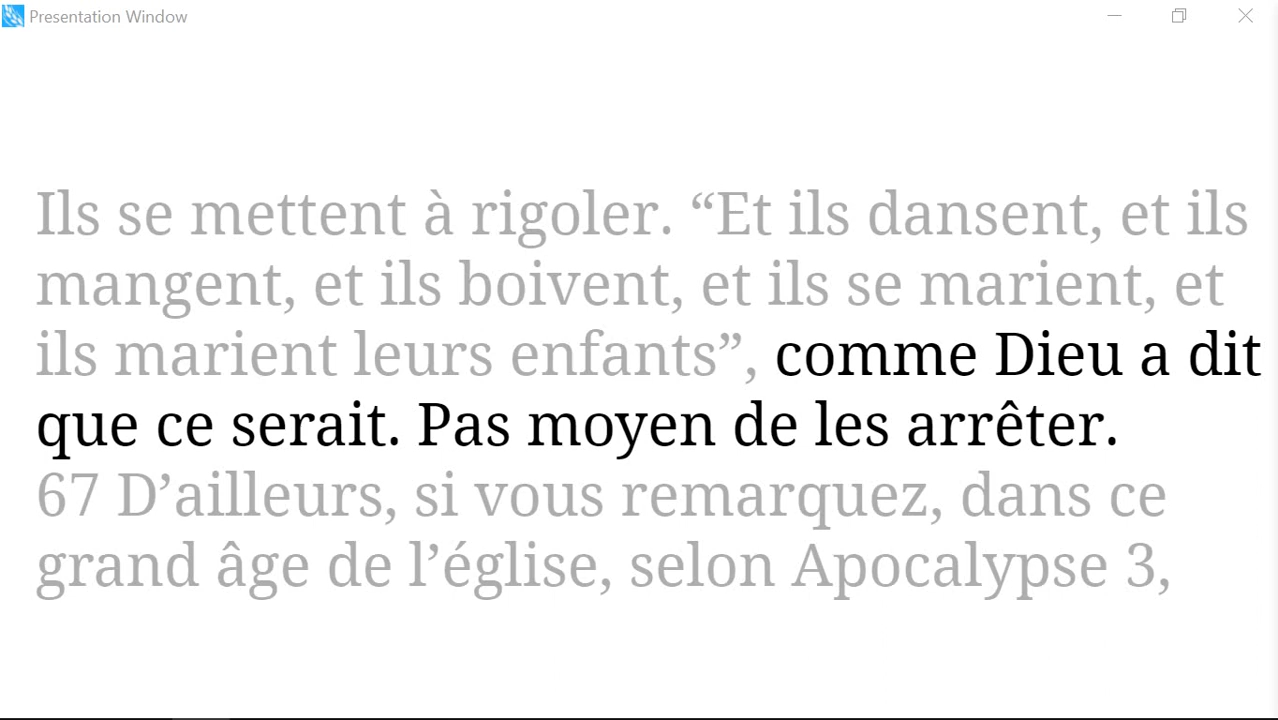 Presentation Window
Ils se mettent à rigoler. “Et ils dansent, et ils
mangent, et ils boivent, et ils se marient, et
ils marient leurs enfants”, comme Dieu a dit
que ce serait. Pas moyen de les arrêter.
67 D’ailleurs, si vous remarquez, dans ce
grand âge de l’église, selon Apocalypse 3,